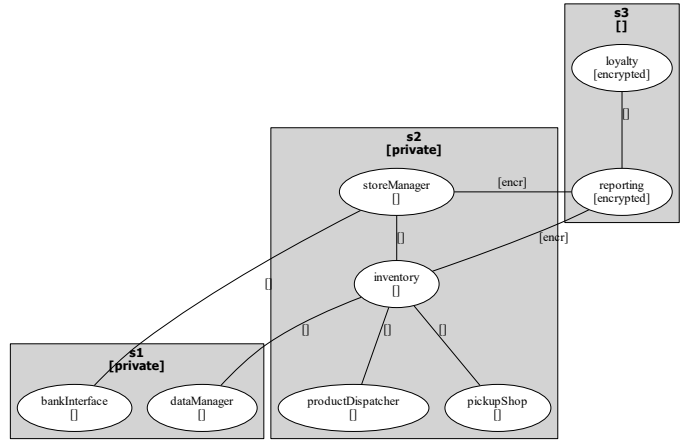 s3
[]
loyalty
[encrypted]
[]
s2
[private]
storeManager
[]
[encr]
reporting
[encrypted]
[]
[encr]
inventory
[]
[]
[]
[]
[]
s1
[private]
bankInterface
[]
dataManager
[]
productDispatcher
[]
pickupShop
[]